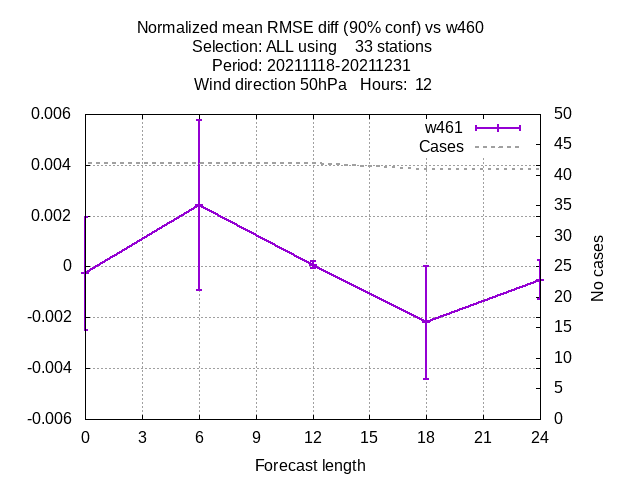 Normalized mean RMSE diff (90% conf) vs w460
Selection: ALL using    33 stations
Period: 20211118-20211231
Wind direction 50hPa   Hours:  12
w461
Cases
0.006
0.004
0.002
0
-0.002
-0.004
-0.006
50
45
40
35
30
25
20
15
10
5
0
No cases
0 3 6 9 12 15 18 21 24
Forecast length